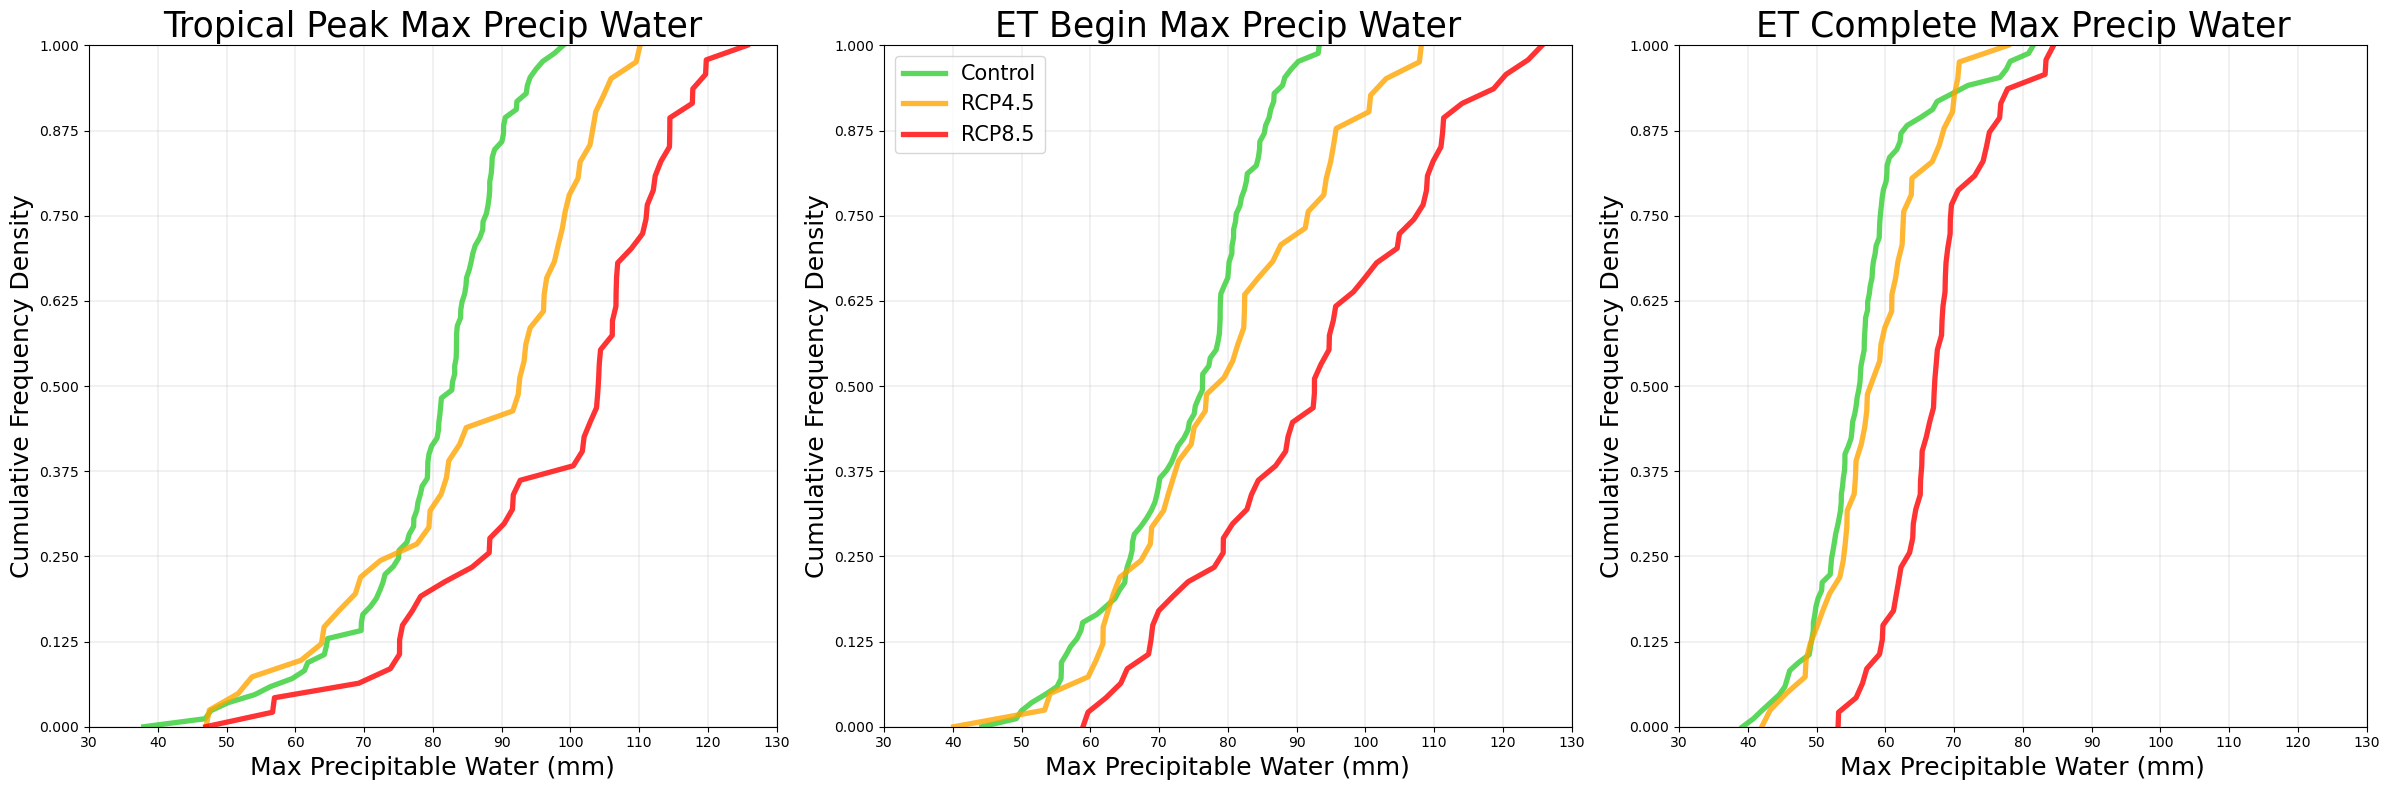 Tropical Peak Max Precip Water
1.000
0.875
0.750
0.625
0.500
0.375
0.250
0.125
0.000
Cumulative Frequency Density
30 40 50 60 70 80 90 100 110 120 130
Max Precipitable Water (mm)
ET Begin Max Precip Water
Control
RCP4.5
RCP8.5
1.000
0.875
0.750
0.625
0.500
0.375
0.250
0.125
0.000
Cumulative Frequency Density
30 40 50 60 70 80 90 100 110 120 130
Max Precipitable Water (mm)
ET Complete Max Precip Water
1.000
0.875
0.750
0.625
0.500
0.375
0.250
0.125
0.000
Cumulative Frequency Density
30 40 50 60 70 80 90 100 110 120 130
Max Precipitable Water (mm)